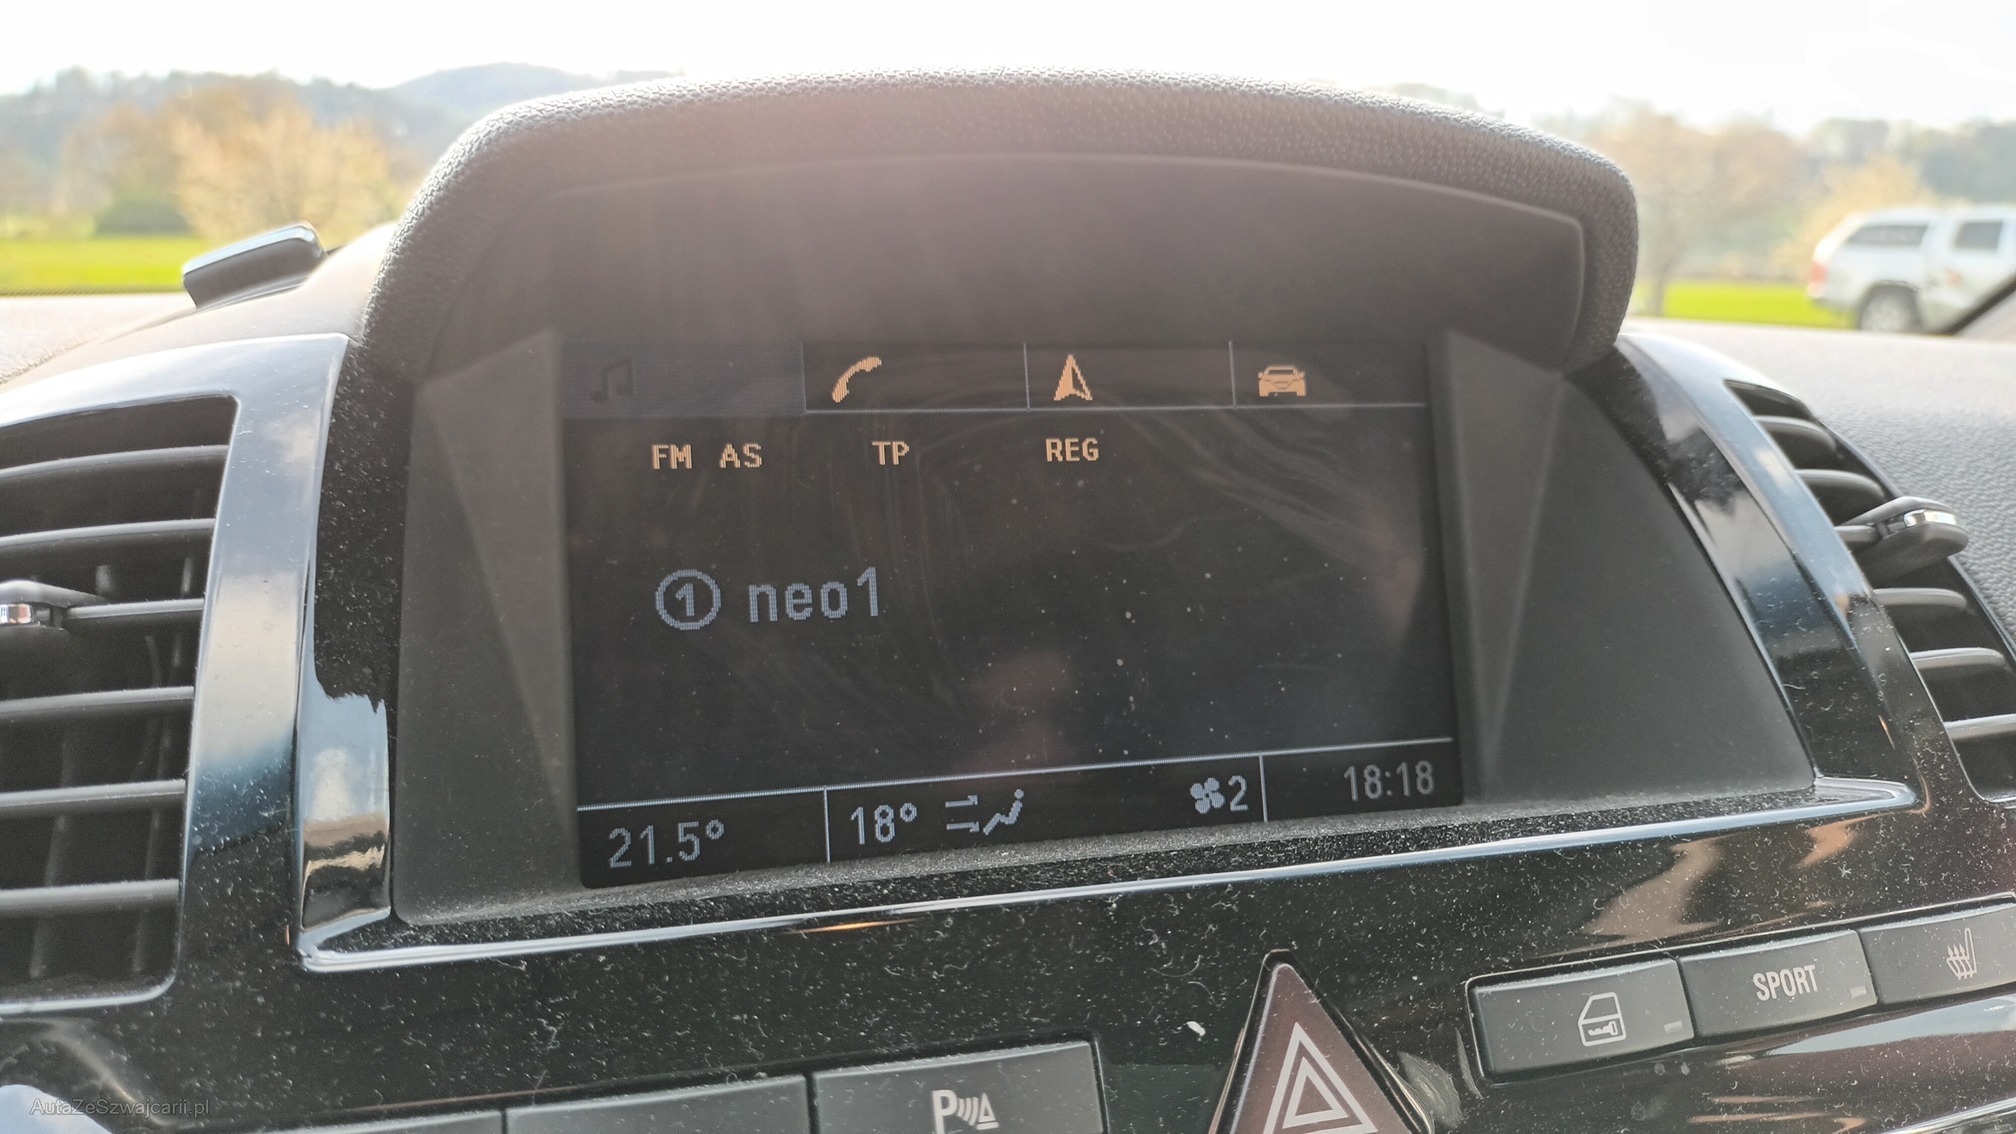 FM AS TP REG
① neo1
21.5° 18° 2 18:18
SPORT
P
AutaZeSzwajcarii.pl